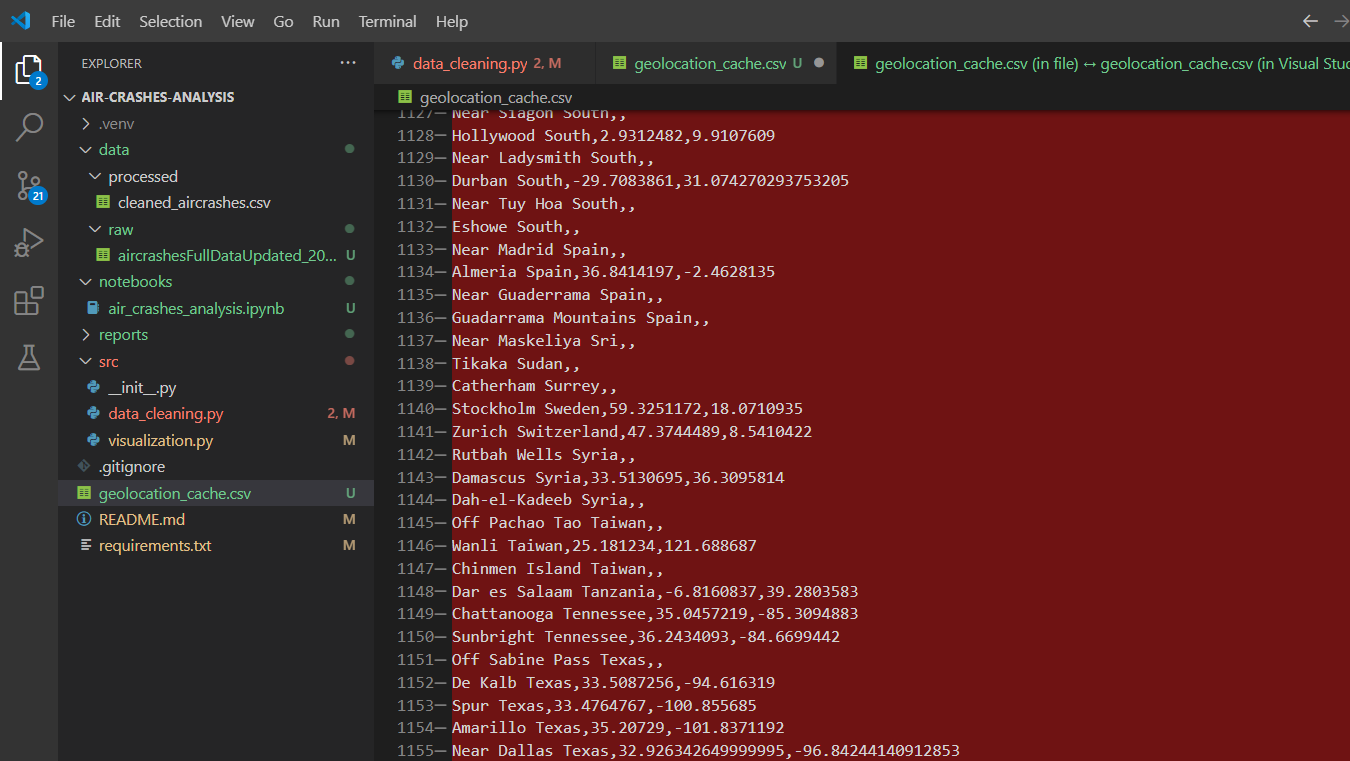 File Edit Selection View Go Run Terminal Help
2
EXPLORER
data_cleaning.py 2, M
geolocation_cache.csv U
geolocation_cache.csv (in file) ↔ geolocation_cache.csv (in Visual Stu
AIR-CRASHES-ANALYSIS
geolocation_cache.csv
.venv
data
processed
cleaned_aircrashes.csv
raw
aircrashesFullDataUpdated_20... U
notebooks
air_crashes_analysis.ipynb U
reports
src
__init__.py
data_cleaning.py 2, M
visualization.py M
.gitignore
geolocation_cache.csv U
README.md M
requirements.txt M
21
1127— Near Siagon South,,
1128— Hollywood South,2.9312482,9.9107609
1129— Near Ladysmith South,,
1130— Durban South,-29.7083861,31.074270293753205
1131— Near Tuy Hoa South,,
1132— Eshowe South,,
1133— Near Madrid Spain,,
1134— Almeria Spain,36.8414197,-2.4628135
1135— Near Guaderrama Spain,,
1136— Guadarrama Mountains Spain,,
1137— Near Maskeliya Sri,,
1138— Tikaka Sudan,,
1139— Catherham Surrey,,
1140— Stockholm Sweden,59.3251172,18.0710935
1141— Zurich Switzerland,47.3744489,8.5410422
1142— Rutbah Wells Syria,,
1143— Damascus Syria,33.5130695,36.3095814
1144— Dah-el-Kadeeb Syria,,
1145— Off Pachao Tao Taiwan,,
1146— Wanli Taiwan,25.181234,121.688687
1147— Chinmen Island Taiwan,,
1148— Dar es Salaam Tanzania,-6.8160837,39.2803583
1149— Chattanooga Tennessee,35.0457219,-85.3094883
1150— Sunbright Tennessee,36.2434093,-84.6699442
1151— Off Sabine Pass Texas,,
1152— De Kalb Texas,33.5087256,-94.616319
1153— Spur Texas,33.4764767,-100.855685
1154— Amarillo Texas,35.20729,-101.8371192
1155— Near Dallas Texas,32.926342649999995,-96.84244140912853